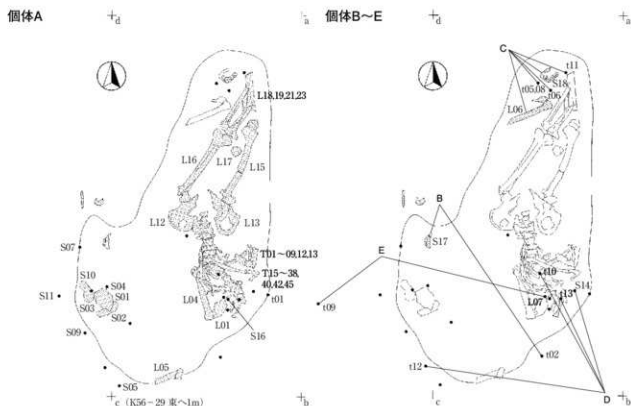 個体A
d
a
L18,19,21,23
L16
L17
L15
L12
L13
S07
T01〜09,12,13
T15〜38,
40,42,45
S10
S04
S01
S11
S03
S02
L04
t01
L01
S16
S09
L05
S05
c (K56-29 東へ1m)
b
個体B〜E
d
a
C
t11
S18
t05,08
t06
L06
B
S17
E
t10
S14
L07
t13
t09
t02
t12
D
c
b